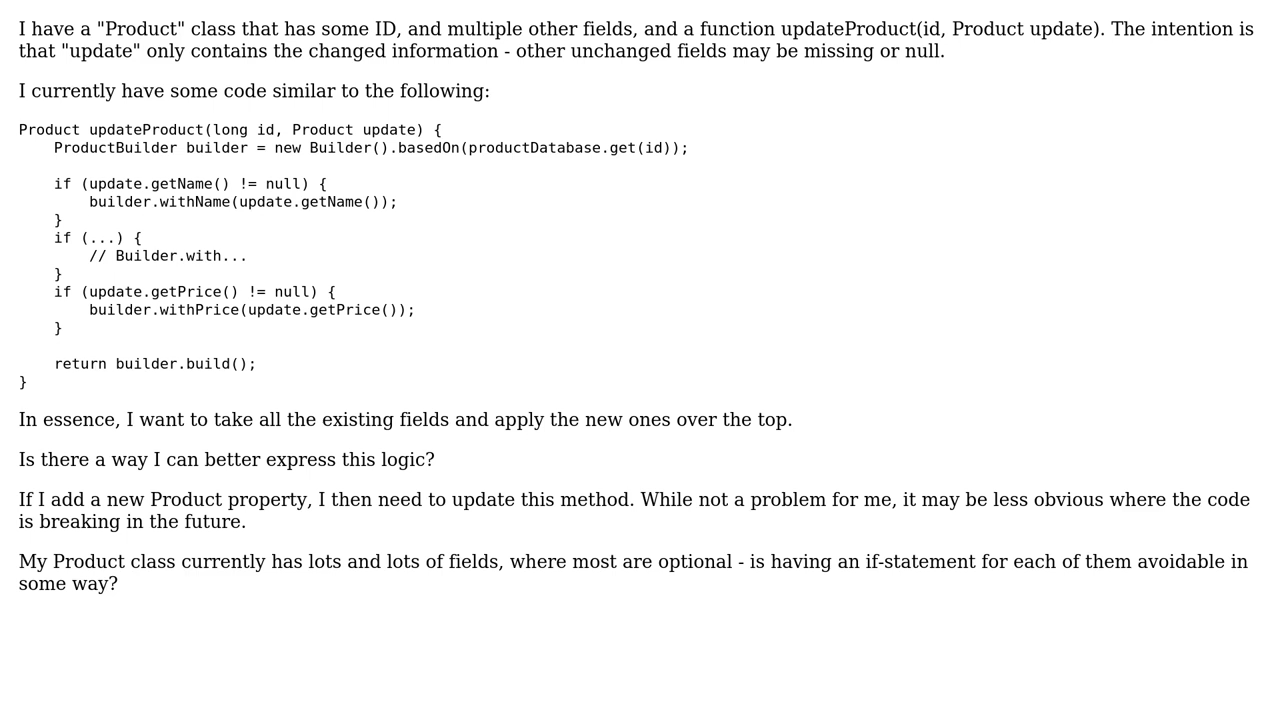 I have a "Product" class that has some ID, and multiple other fields, and a function updateProduct(id, Product update). The intention is
that "update" only contains the changed information - other unchanged fields may be missing or null.
I currently have some code similar to the following:
Product updateProduct(long id, Product update) {
    ProductBuilder builder = new Builder().basedOn(productDatabase.get(id));

    if (update.getName() != null) {
        builder.withName(update.getName());
    }
    if (...) {
        // Builder.with...
    }
    if (update.getPrice() != null) {
        builder.withPrice(update.getPrice());
    }

    return builder.build();
}
In essence, I want to take all the existing fields and apply the new ones over the top.
Is there a way I can better express this logic?
If I add a new Product property, I then need to update this method. While not a problem for me, it may be less obvious where the code
is breaking in the future.
My Product class currently has lots and lots of fields, where most are optional - is having an if-statement for each of them avoidable in
some way?